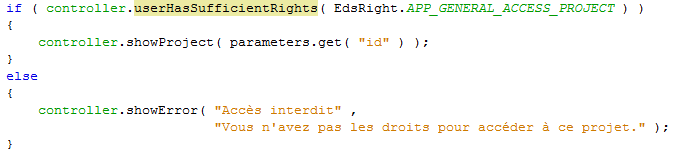 if ( controller.userHasSufficientRights( EdsRight.APP_GENERAL_ACCESS_PROJECT ) )
{
controller.showProject( parameters.get( "id" ) );
}
else
{
controller.showError( "Accès interdit" ,
"Vous n'avez pas les droits pour accéder à ce projet." );
}